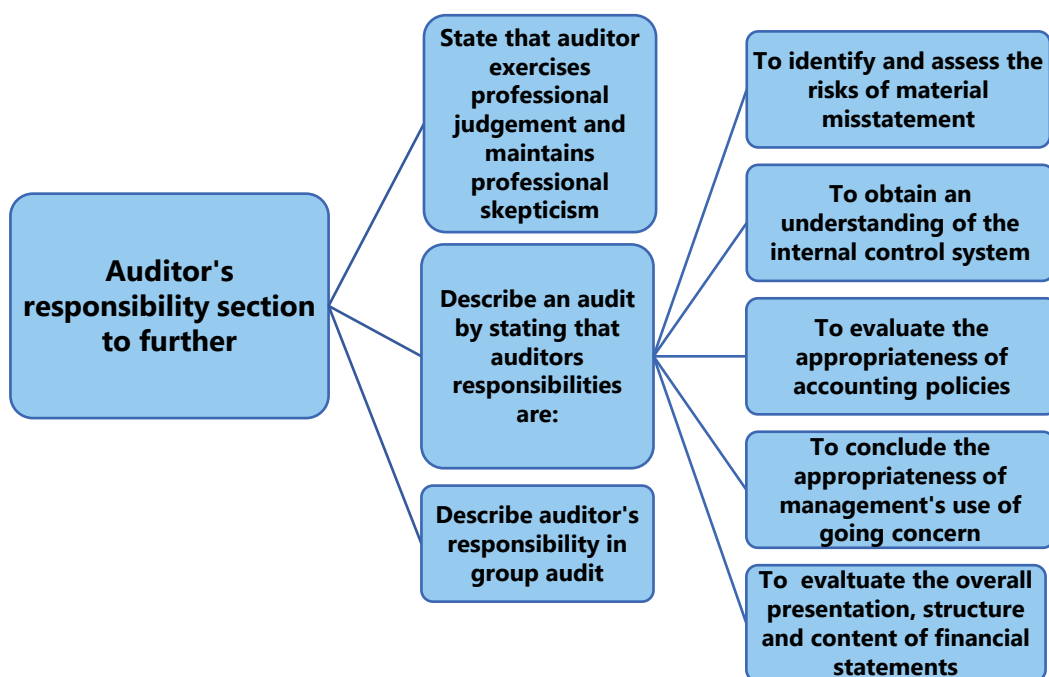 Auditor's
responsibility section
to further
State that auditor
exercises
professional
judgement and
maintains
professional
skepticism
Describe an audit
by stating that
auditors
responsibilities
are:
Describe auditor's
responsibility in
group audit
To identify and assess the
risks of material
misstatement
To obtain an
understanding of the
internal control system
To evaluate the
appropriateness of
accounting policies
To conclude the
appropriateness of
management's use of
going concern
To evaltuate the overall
presentation, structure
and content of financial
statements